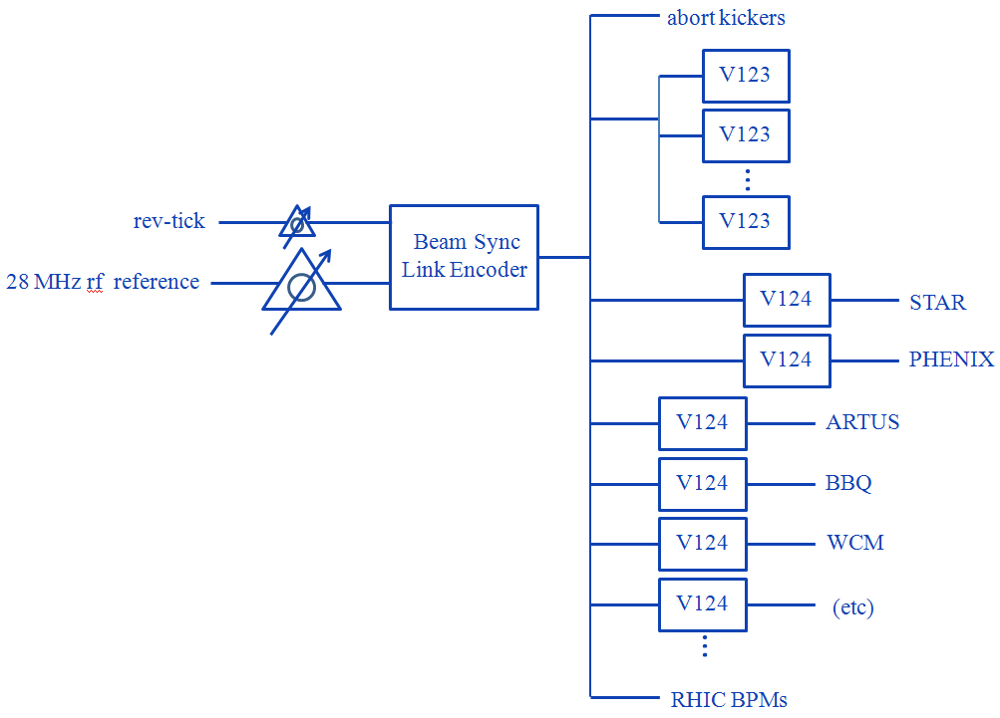 abort kickers
V123
V123
V123
rev-tick
28 MHz rf reference
Beam Sync
Link Encoder
V124
STAR
V124
PHENIX
V124
ARTUS
V124
BBQ
V124
WCM
V124
(etc)
RHIC BPMs